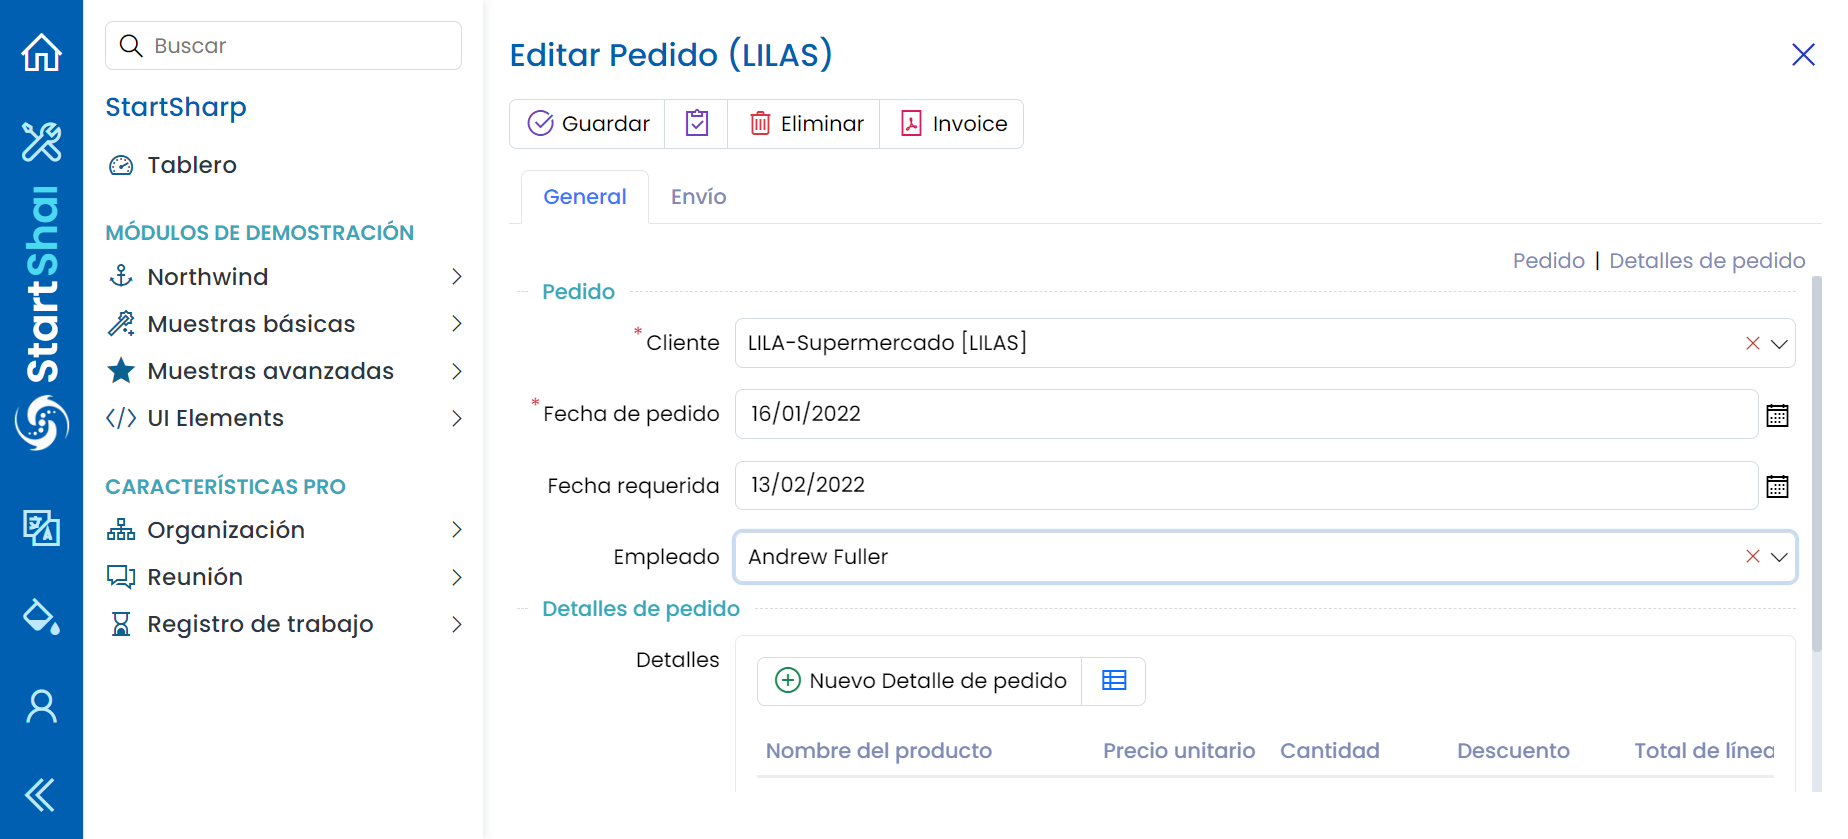 StartShar
Buscar
StartSharp
Tablero
MÓDULOS DE DEMOSTRACIÓN
Northwind
Muestras básicas
Muestras avanzadas
UI Elements
CARACTERÍSTICAS PRO
Organización
Reunión
Registro de trabajo
Editar Pedido (LILAS)
Guardar
Eliminar
Invoice
General
Envío
Pedido | Detalles de pedido
Pedido
* Cliente
LILA-Supermercado [LILAS]
* Fecha de pedido
16/01/2022
Fecha requerida
13/02/2022
Empleado
Andrew Fuller
Detalles de pedido
Detalles
Nuevo Detalle de pedido
Nombre del producto
Precio unitario
Cantidad
Descuento
Total de línea